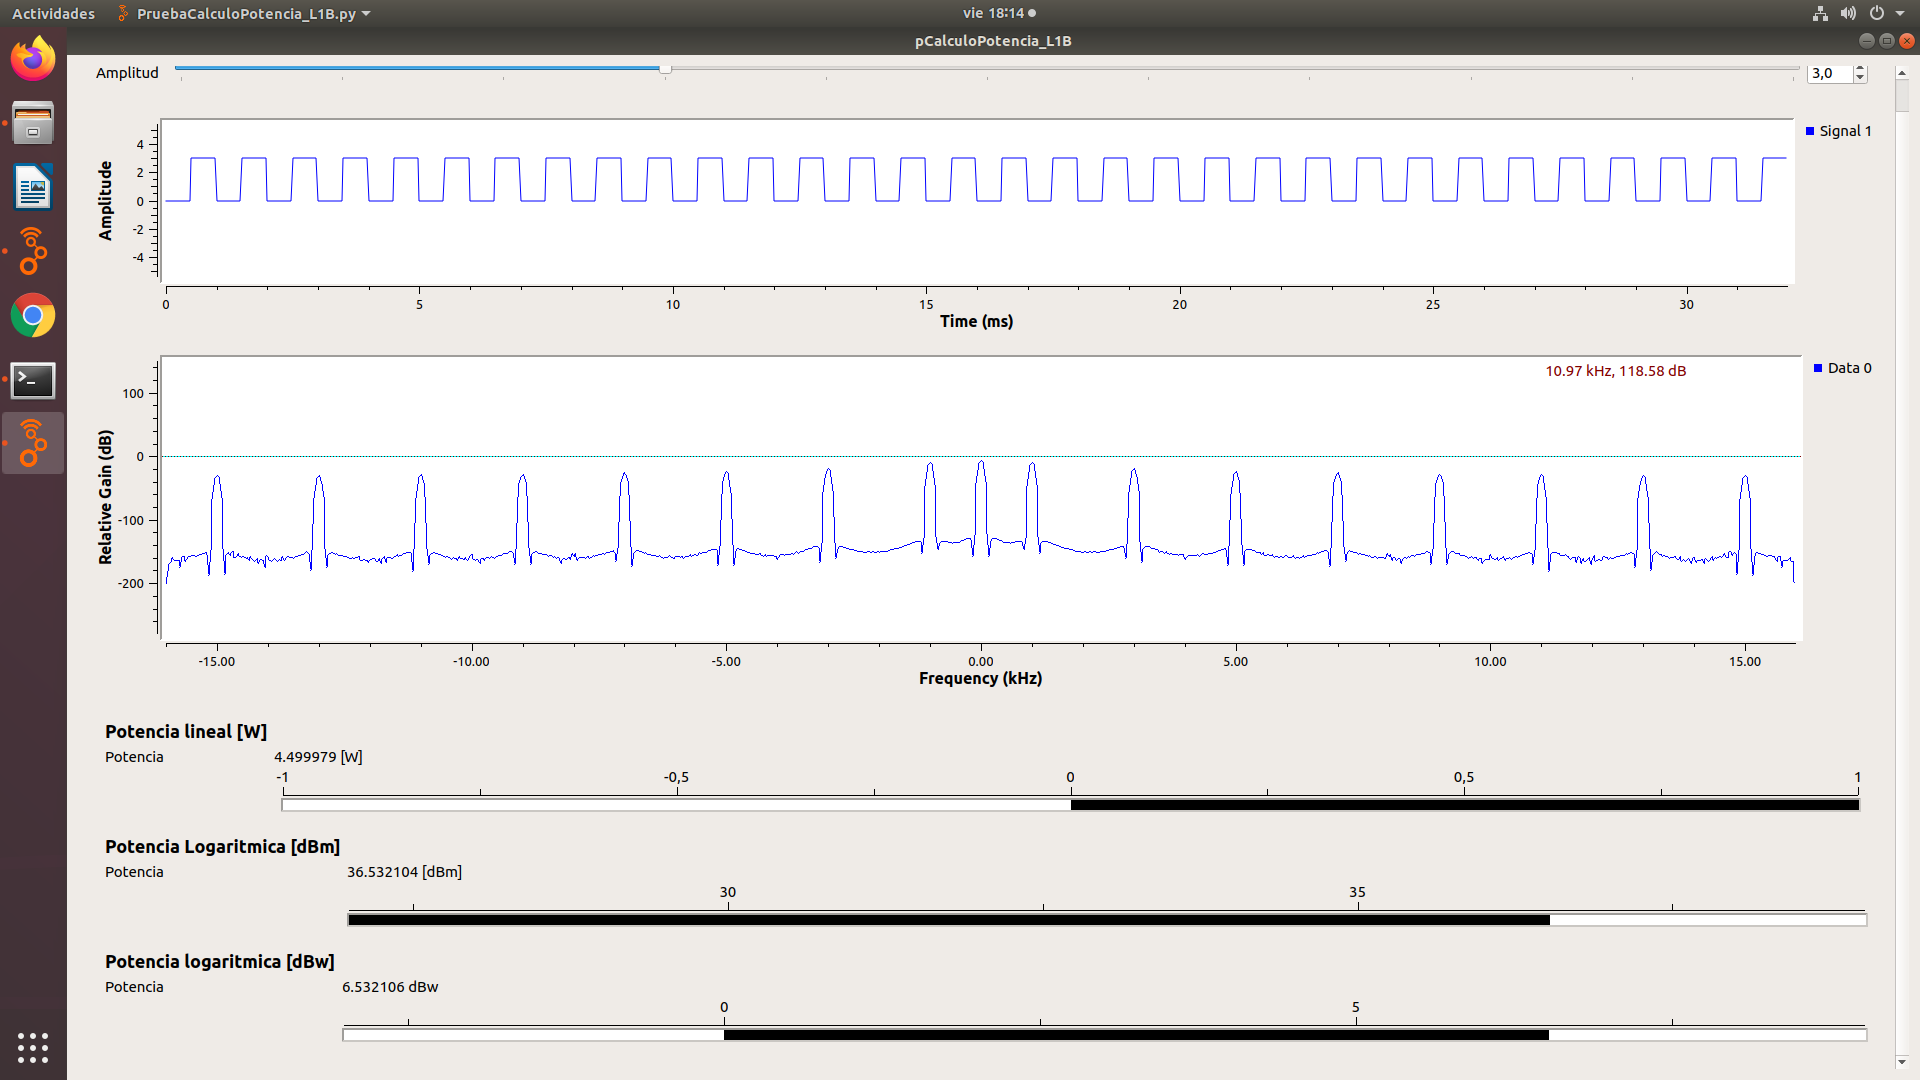 Actividades PruebaCalculoPotencia_L1B.py vie 18:14
pCalculoPotencia_L1B
Amplitud 3,0
Signal 1
Amplitude
4
2
0
-2
-4
0 5 10 15 20 25 30
Time (ms)
10.97 kHz, 118.58 dB
Data 0
Relative Gain (dB)
100
0
-100
-200
-15.00 -10.00 -5.00 0.00 5.00 10.00 15.00
Frequency (kHz)
Potencia lineal [W]
Potencia 4.499979 [W]
-1 -0,5 0 0,5 1
Potencia Logaritmica [dBm]
Potencia 36.532104 [dBm]
30 35
Potencia logaritmica [dBw]
Potencia 6.532106 dBw
0 5